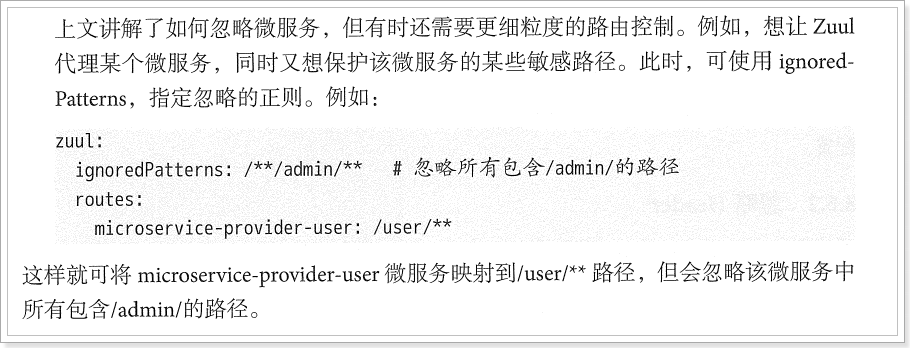 上文讲解了如何忽略微服务，但有时还需要更细粒度的路由控制。例如，想让 Zuul
代理某个微服务，同时又想保护该微服务的某些敏感路径。此时，可使用 ignored-
Patterns，指定忽略的正则。例如：
zuul:
  ignoredPatterns: /**/admin/**   # 忽略所有包含/admin/的路径
  routes:
    microservice-provider-user: /user/**
这样就可将 microservice-provider-user 微服务映射到/user/** 路径，但会忽略该微服务中
所有包含/admin/的路径。